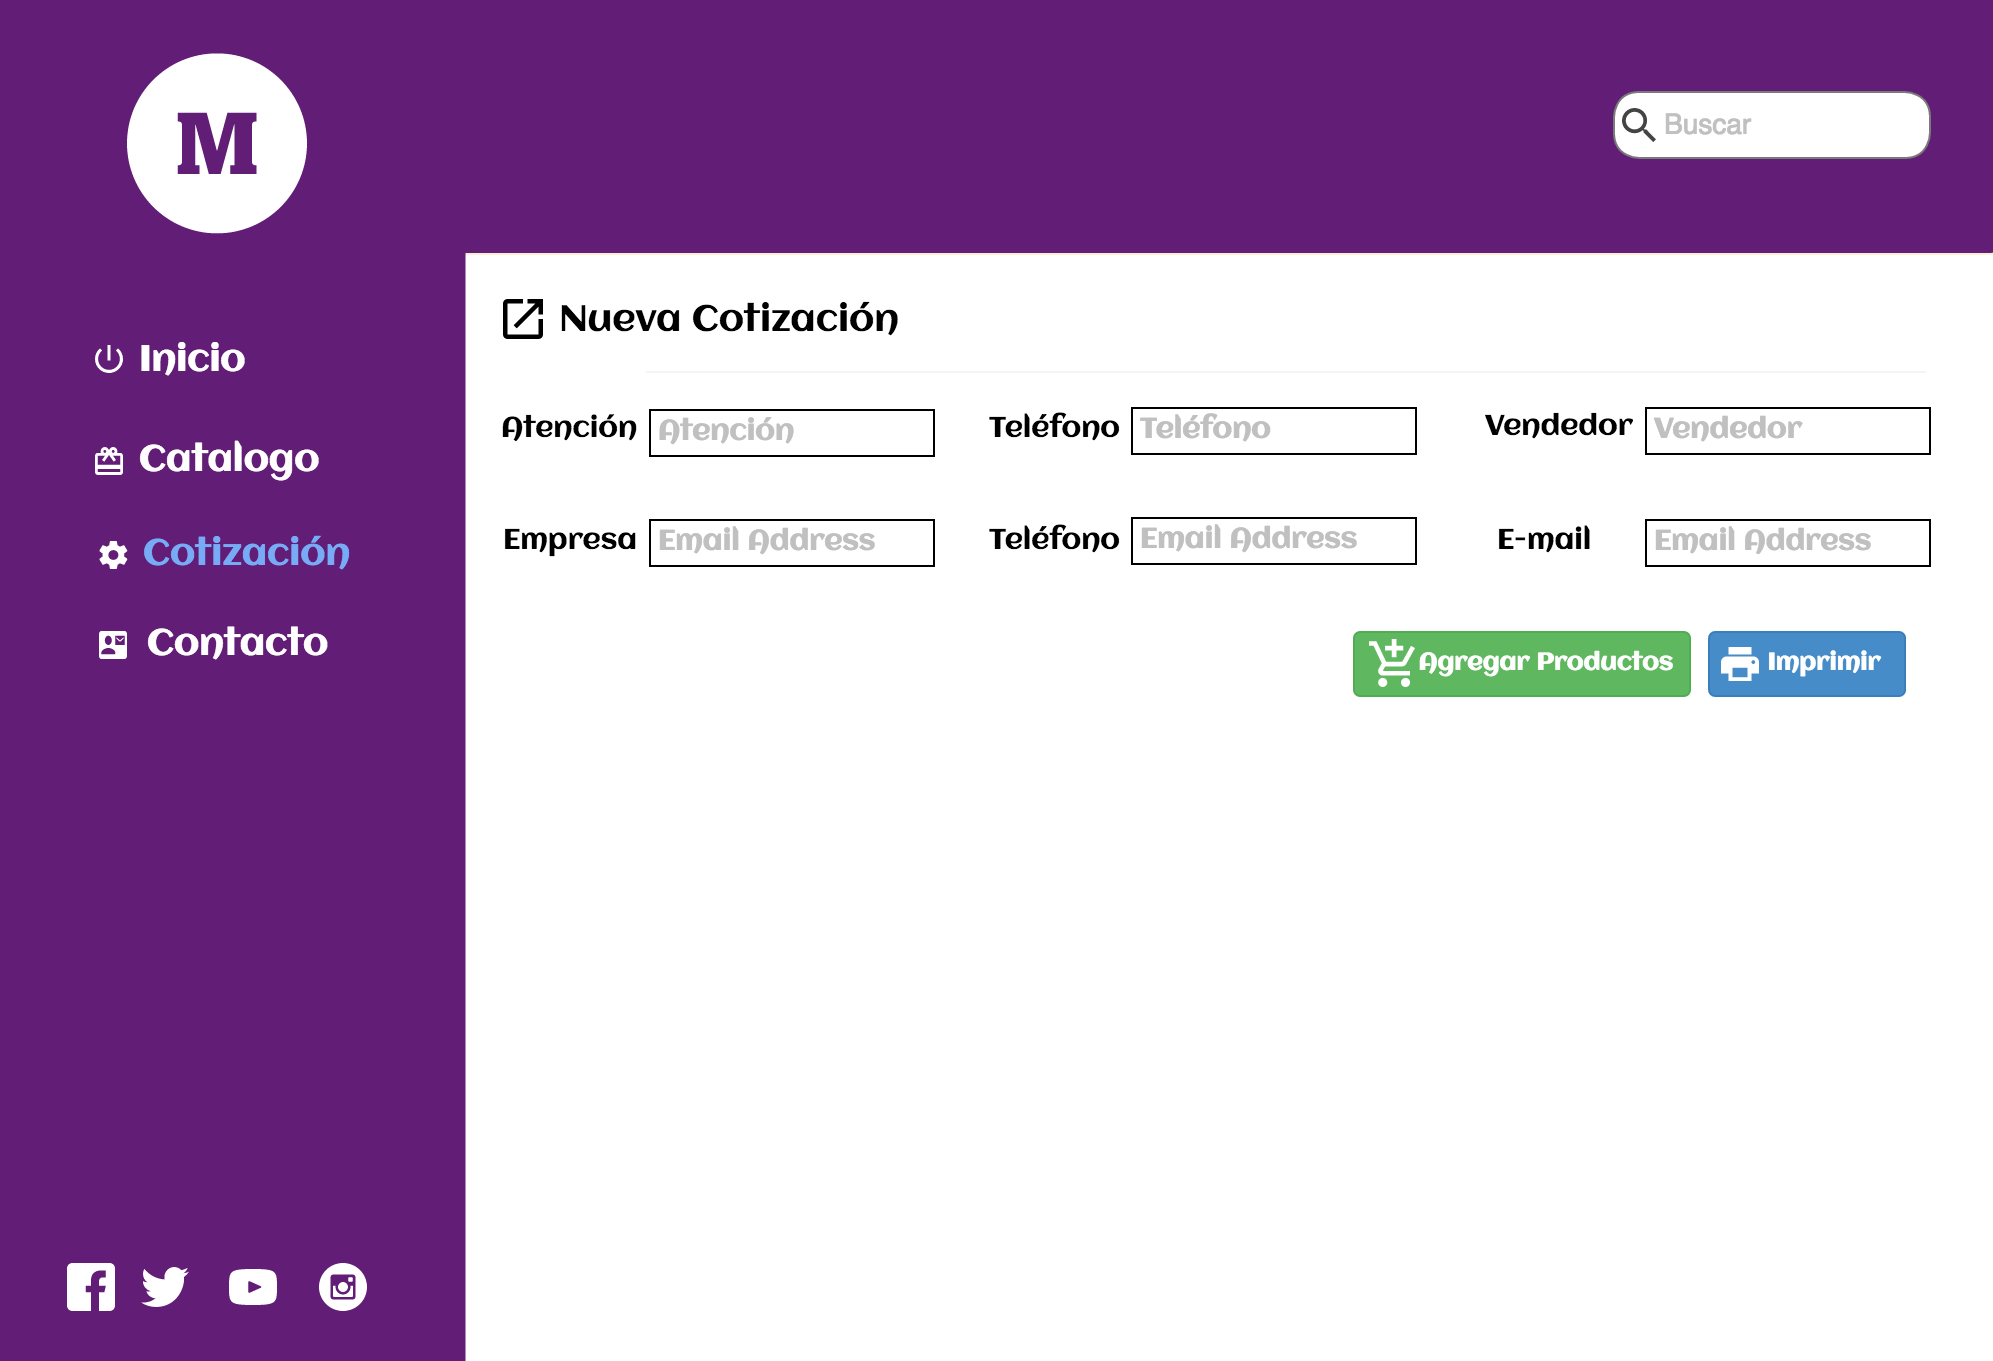 M
Buscar
Inicio
Catalogo
Cotización
Contacto
Nueva Cotización
Atención Atención Teléfono Teléfono Vendedor Vendedor
Empresa Email Address Teléfono Email Address E-mail Email Address
Agregar Productos Imprimir